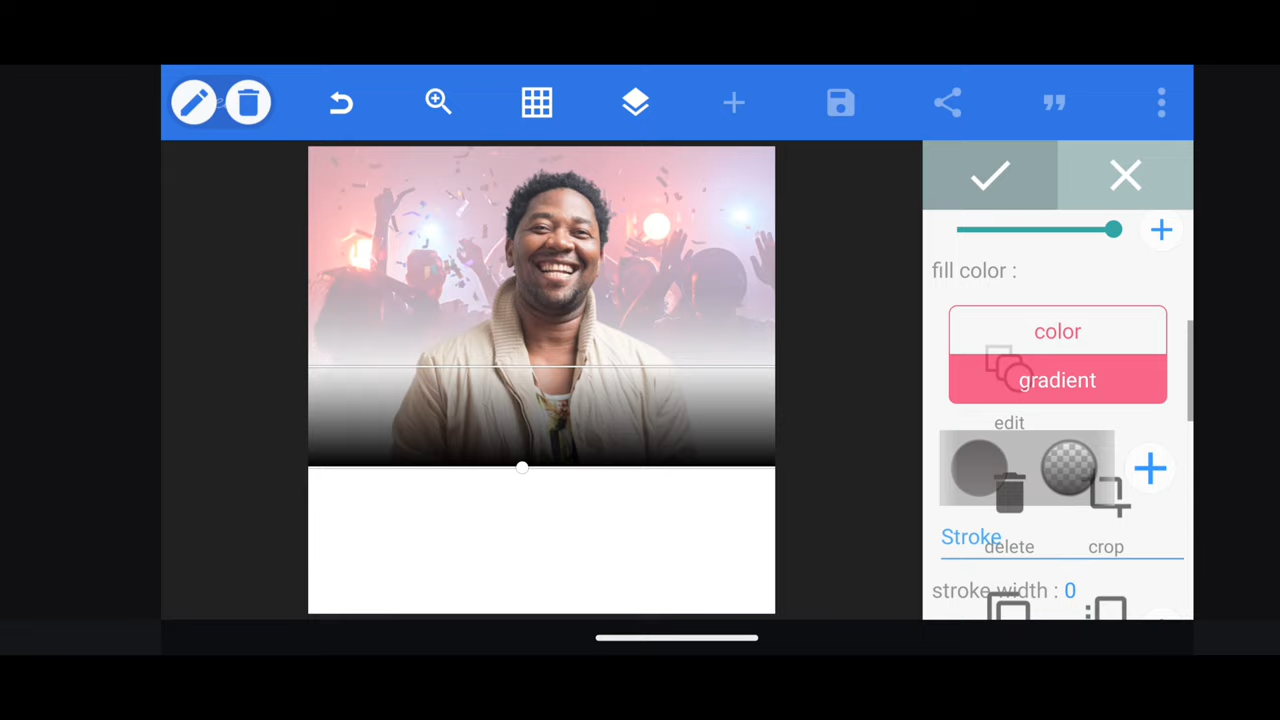 fill color :
color
gradient
edit
Stroke
delete
crop
stroke width : 0